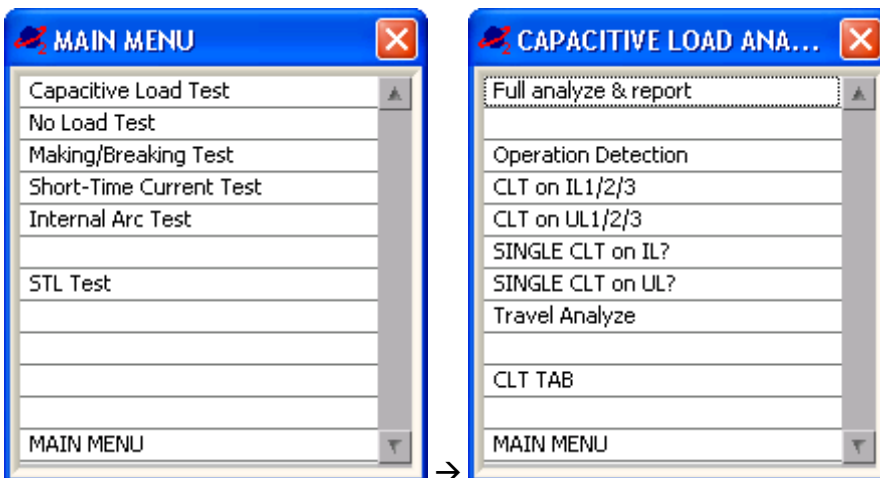 MAIN MENU
Capacitive Load Test
No Load Test
Making/Breaking Test
Short-Time Current Test
Internal Arc Test
STL Test
MAIN MENU
→
CAPACITIVE LOAD ANA...
Full analyze & report
Operation Detection
CLT on IL1/2/3
CLT on UL1/2/3
SINGLE CLT on IL?
SINGLE CLT on UL?
Travel Analyze
CLT TAB
MAIN MENU